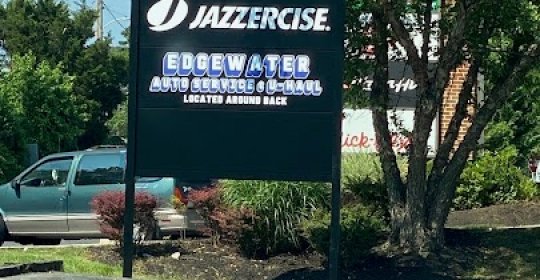 JAZZERCISE.
EDGEWATER
AUTO SERVICE & U-HAUL
LOCATED AROUND BACK